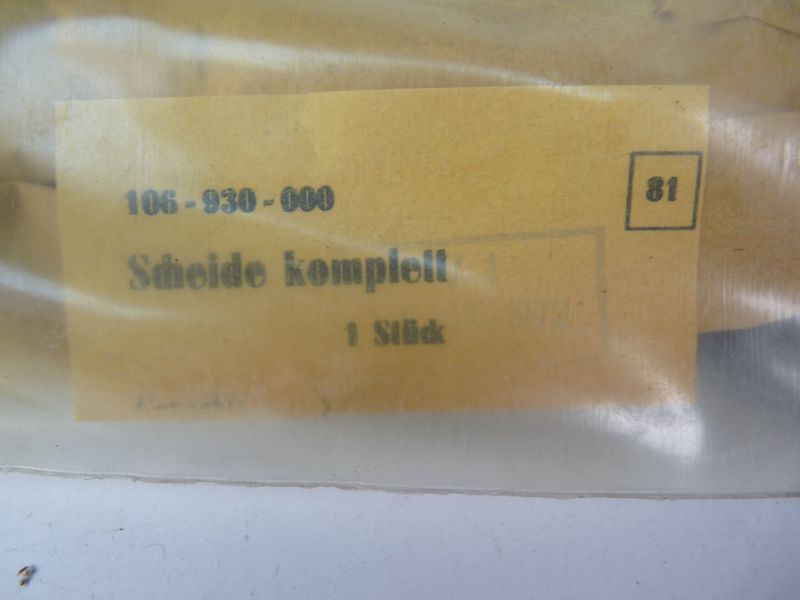 106-930-000
81
Scheide komplett
1 Stück